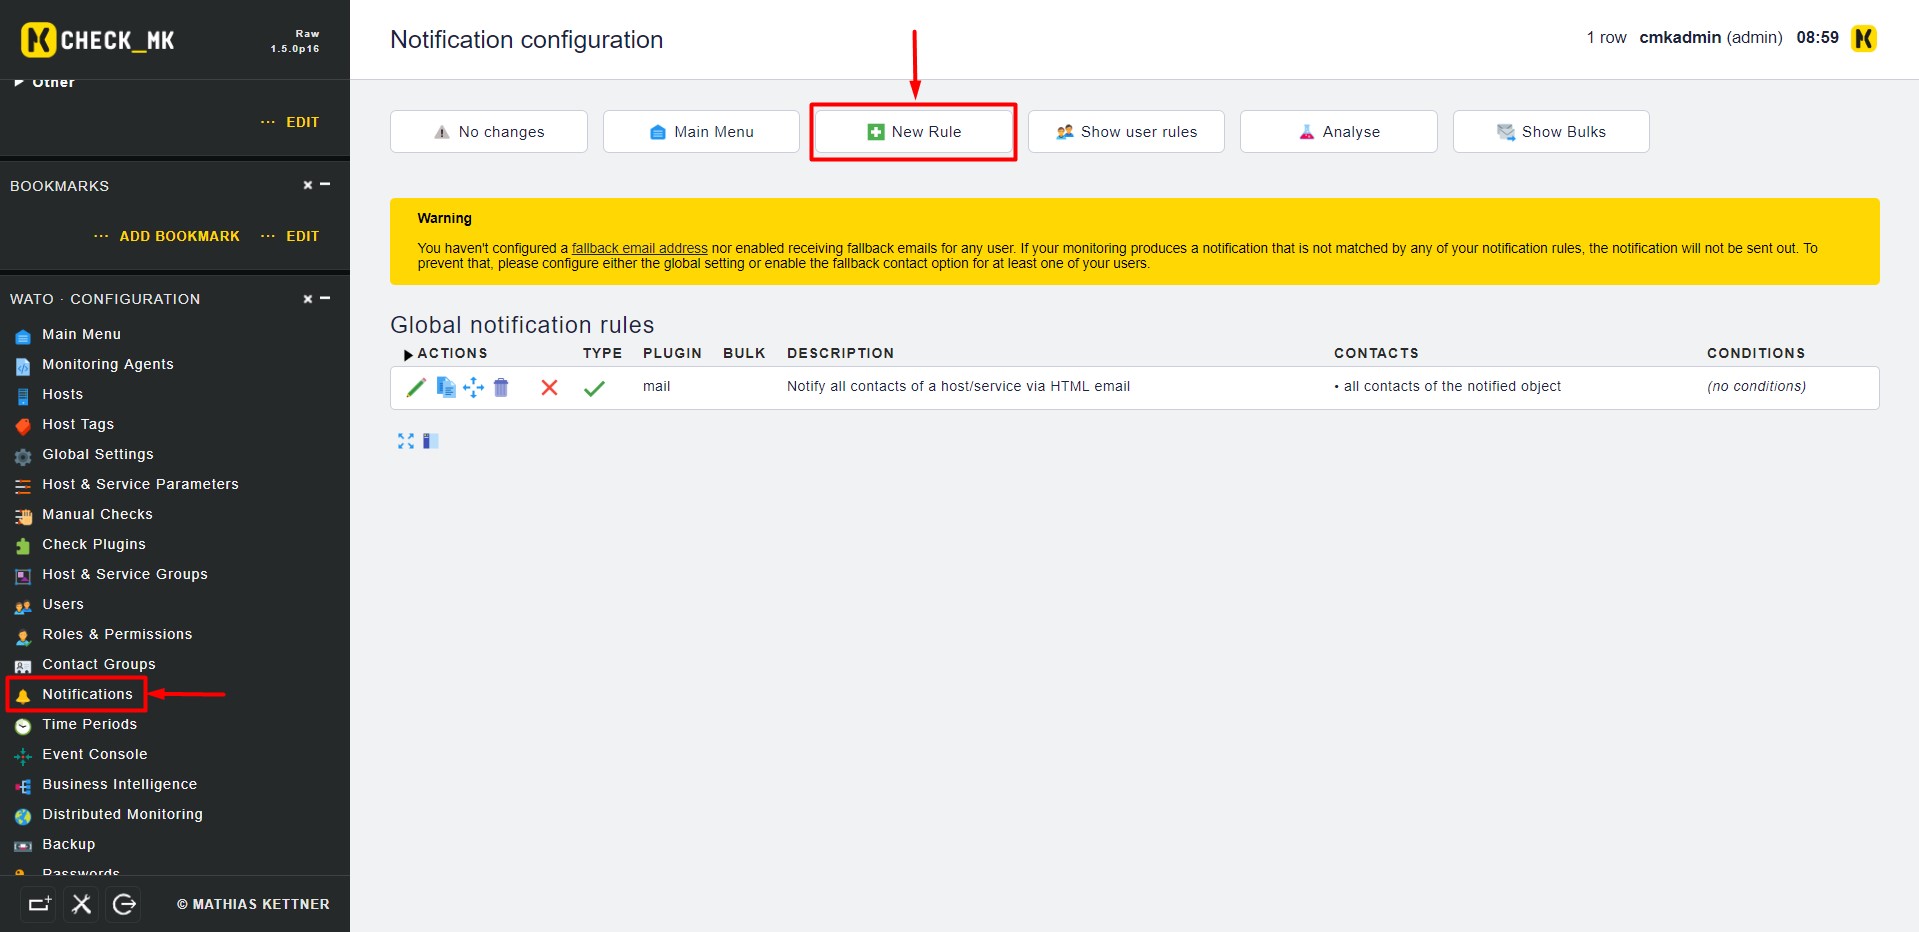 CHECK_MK
Raw
1.5.0p16
Other
EDIT
BOOKMARKS
ADD BOOKMARK
EDIT
WATO · CONFIGURATION
Main Menu
Monitoring Agents
Hosts
Host Tags
Global Settings
Host & Service Parameters
Manual Checks
Check Plugins
Host & Service Groups
Users
Roles & Permissions
Contact Groups
Notifications
Time Periods
Event Console
Business Intelligence
Distributed Monitoring
Backup
Passwords
© MATHIAS KETTNER
Notification configuration
1 row cmkadmin (admin) 08:59
No changes
Main Menu
New Rule
Show user rules
Analyse
Show Bulks
Warning
You haven't configured a fallback email address nor enabled receiving fallback emails for any user. If your monitoring produces a notification that is not matched by any of your notification rules, the notification will not be sent out. To
prevent that, please configure either the global setting or enable the fallback contact option for at least one of your users.
Global notification rules
ACTIONS TYPE PLUGIN BULK DESCRIPTION CONTACTS CONDITIONS
mail Notify all contacts of a host/service via HTML email • all contacts of the notified object (no conditions)